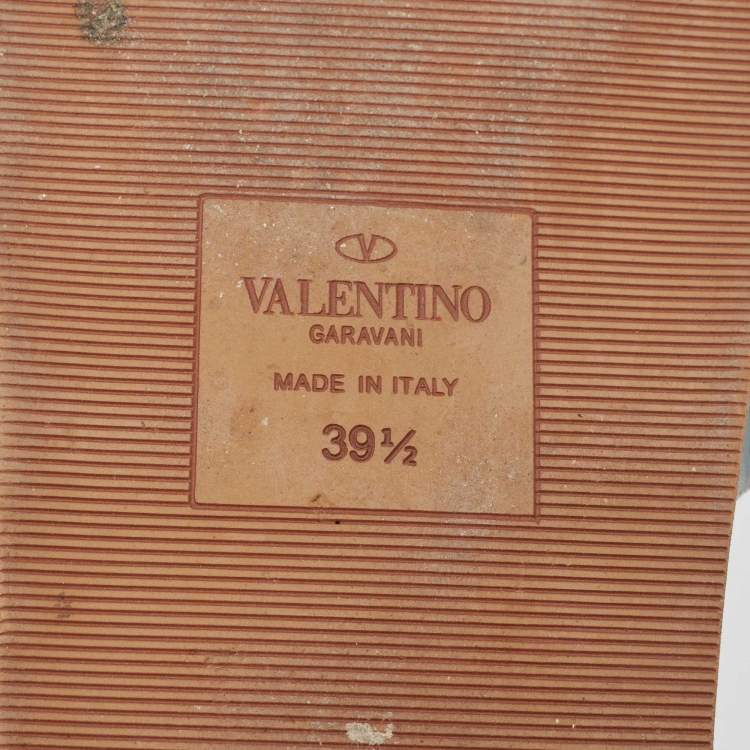 V
VALENTINO
GARAVANI
MADE IN ITALY
39½